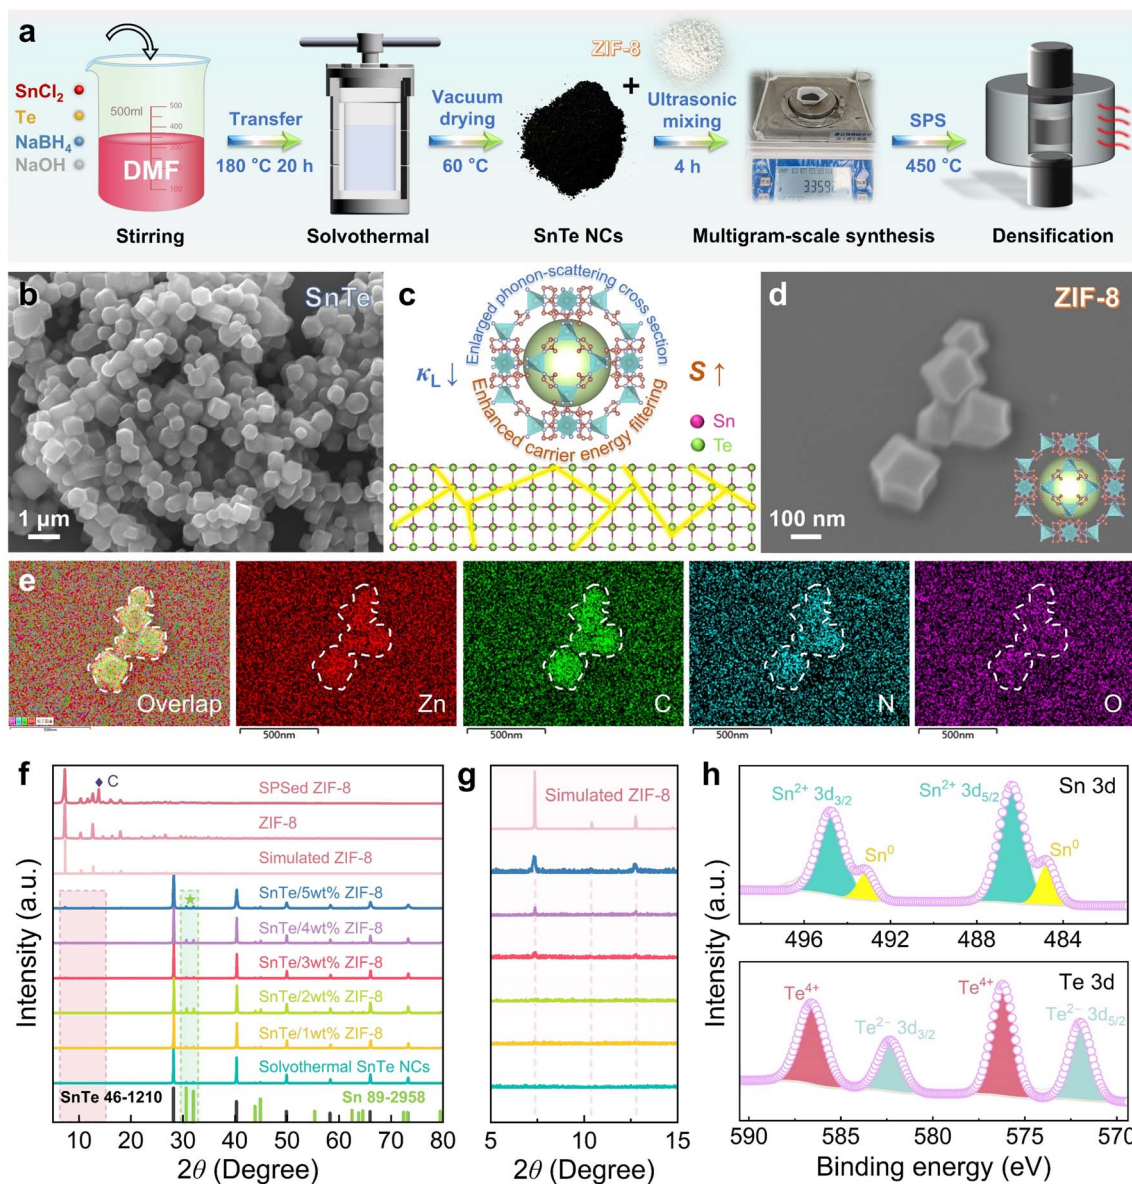 a
SnCl₂
Te
NaBH₄
NaOH
500ml
500
400
300
200
100
DMF
Stirring
Transfer
180 °C 20 h
Solvothermal
Vacuum
drying
60 °C
SnTe NCs
+
ZIF-8
Ultrasonic
mixing
4 h
Multigram-scale synthesis
SPS
450 °C
Densification
b
SnTe
1 μm
c
Enlarged phonon-scattering cross section
κL ↓
S ↑
Enhanced carrier energy filtering
Sn
Te
d
ZIF-8
100 nm
e
Overlap
500nm
Zn
500nm
C
500nm
N
500nm
O
500nm
f
C
SPSed ZIF-8
ZIF-8
Simulated ZIF-8
SnTe/5wt% ZIF-8
SnTe/4wt% ZIF-8
SnTe/3wt% ZIF-8
SnTe/2wt% ZIF-8
SnTe/1wt% ZIF-8
Solvothermal SnTe NCs
SnTe 46-1210
Sn 89-2958
Intensity (a.u.)
10 20 30 40 50 60 70 80
2θ (Degree)
g
Simulated ZIF-8
5 10 15
2θ (Degree)
h
Sn 3d
Sn²⁺ 3d₃/₂
Sn⁰
Sn²⁺ 3d₅/₂
Sn⁰
496 492 488 484
Te 3d
Te⁴⁺
Te²⁻ 3d₃/₂
Te⁴⁺
Te²⁻ 3d₅/₂
Intensity (a.u.)
590 585 580 575 570
Binding energy (eV)